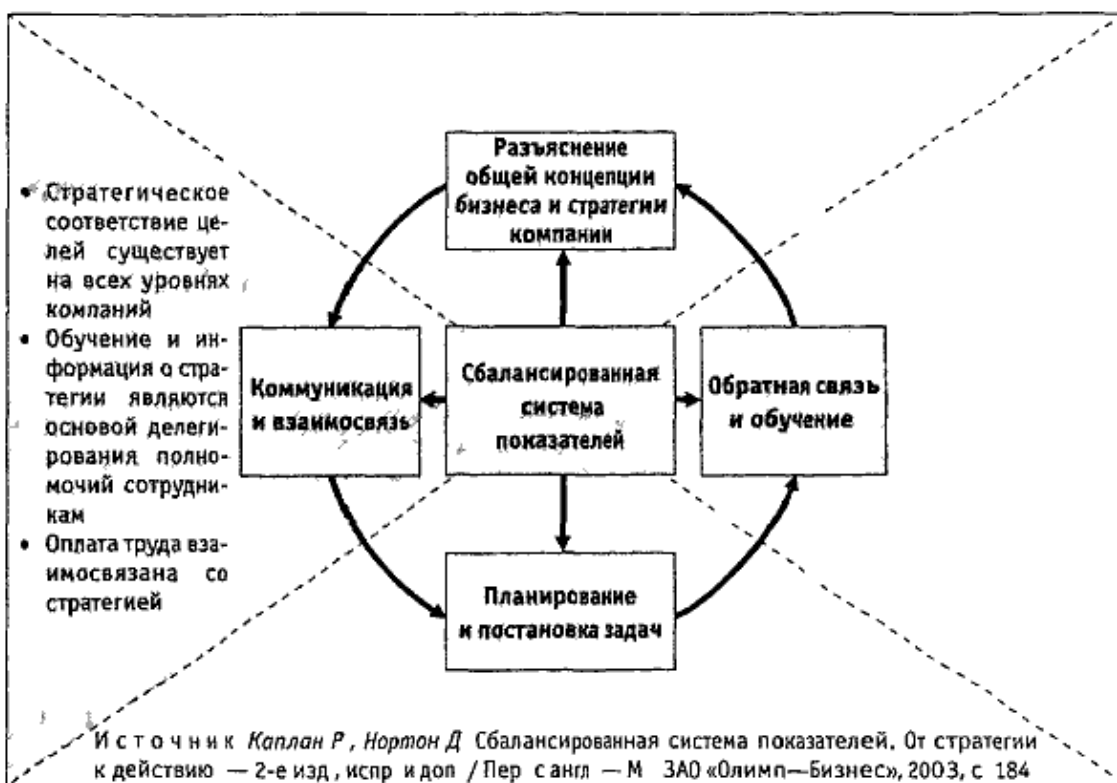 Разъяснение
общей концепции
бизнеса и стратегии
компании
• Стратегическое
соответствие це-
лей существует
на всех уровнях
компаний
• Обучение и ин-
формация о стра-
тегии являются
основой делеги-
рования полно-
мочий сотрудни-
кам
• Оплата труда вза-
имосвязана со
стратегией
Коммуникация
и взаимосвязь
Сбалансированная
система
показателей
Обратная связь
и обучение
Планирование
и постановка задач
Источник Каплан Р , Нортон Д Сбалансированная система показателей. От стратегии
к действию — 2-е изд , испр и доп / Пер с англ — М ЗАО «Олимп—Бизнес», 2003, с 184